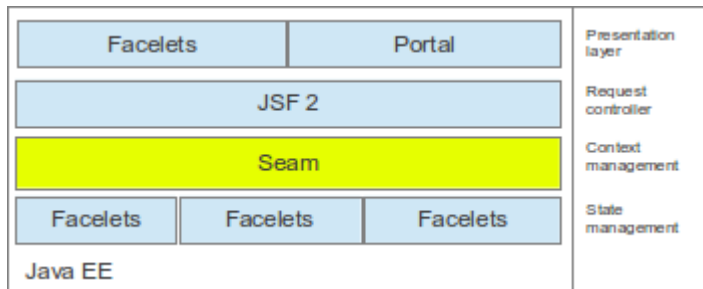 Facelets Portal
Presentation
layer
JSF 2
Request
controller
Seam
Context
management
Facelets Facelets Facelets
State
management
Java EE